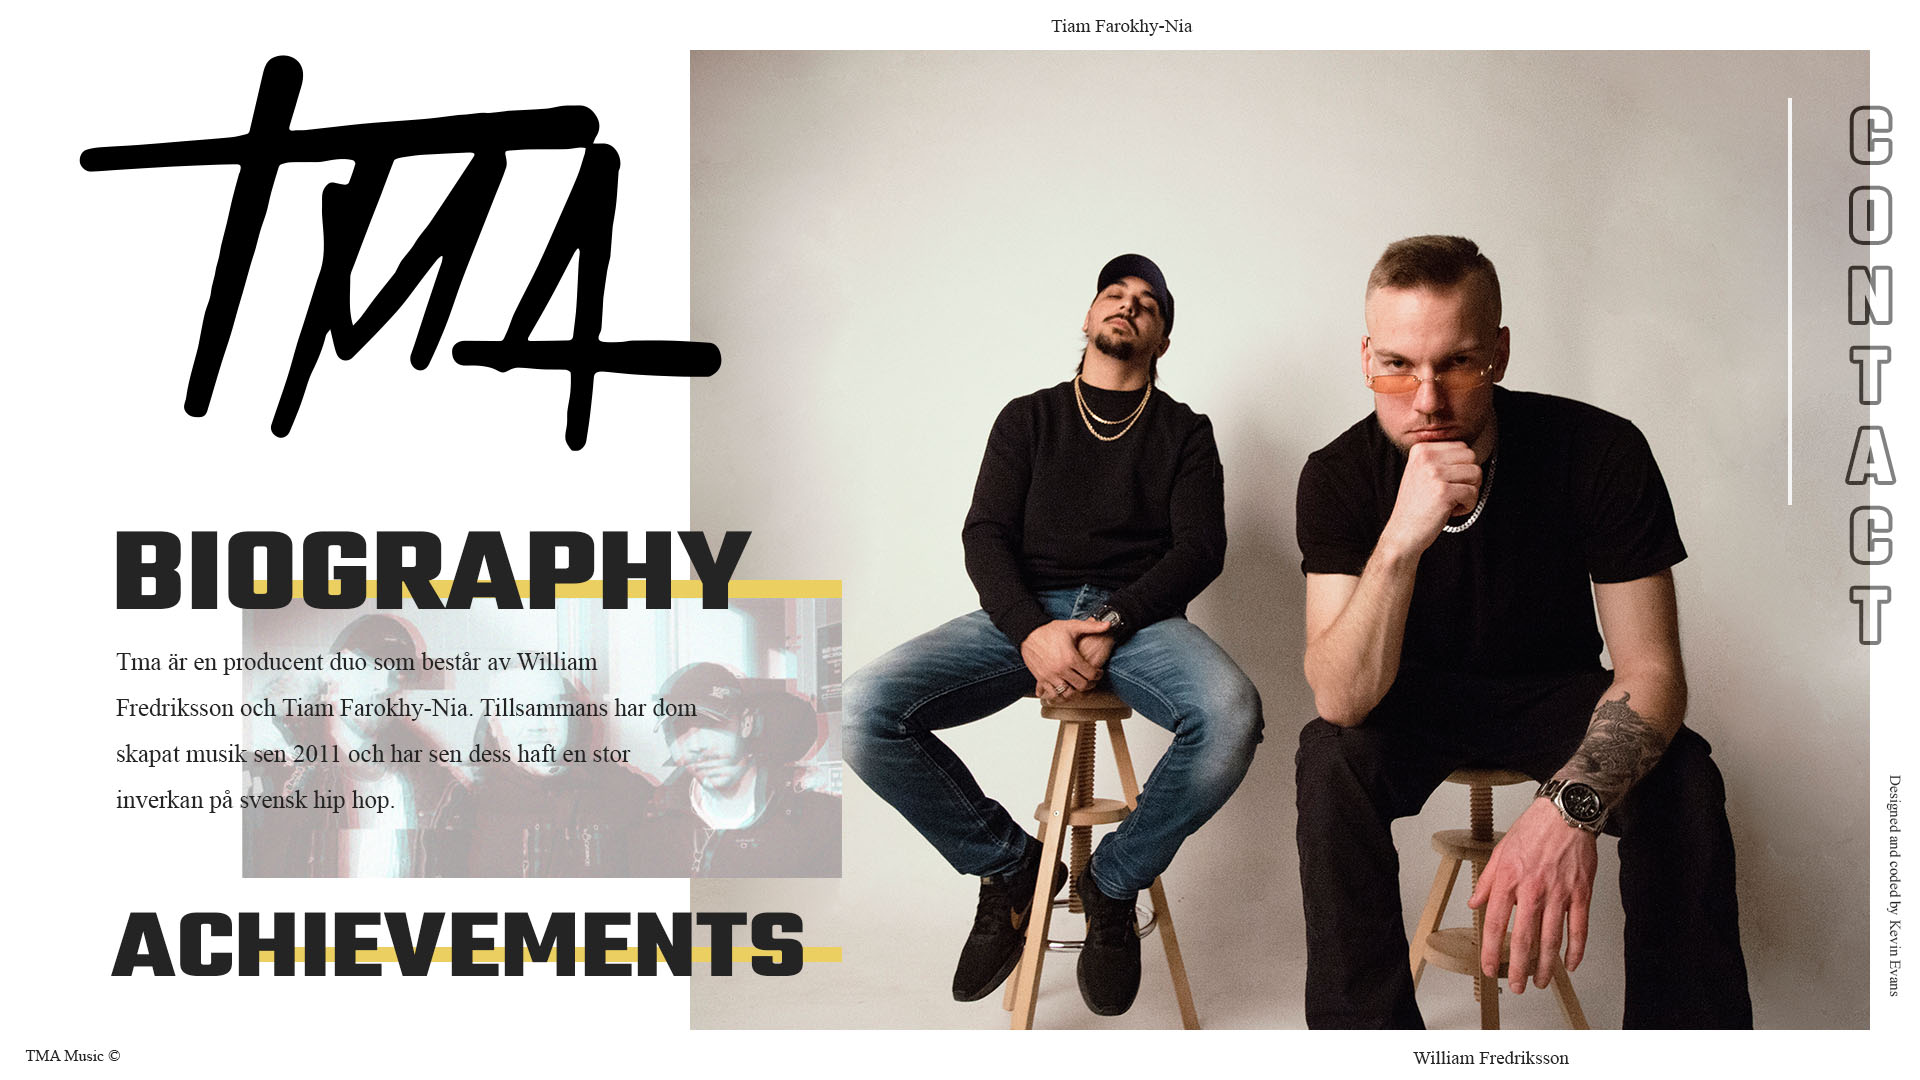 Tiam Farokhy-Nia
TMA
CONTACT
BIOGRAPHY
Tma är en producent duo som består av William
Fredriksson och Tiam Farokhy-Nia. Tillsammans har dom
skapat musik sen 2011 och har sen dess haft en stor
inverkan på svensk hip hop.
ACHIEVEMENTS
Designed and coded by Kevin Evans
TMA Music ©
William Fredriksson